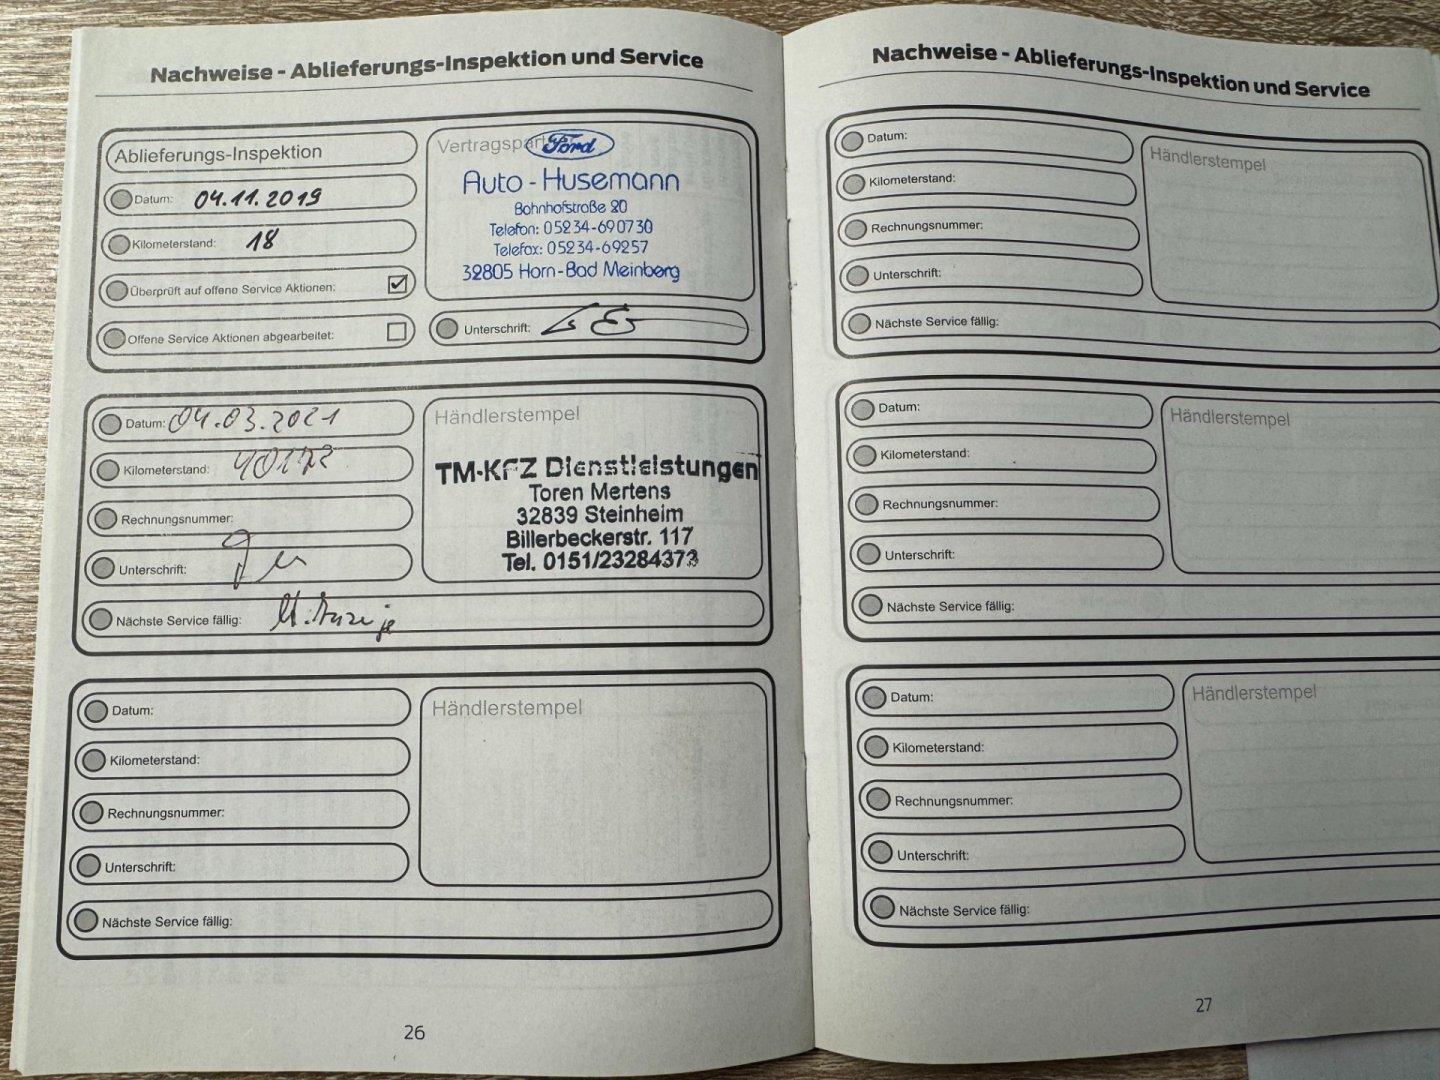 Nachweise - Ablieferungs-Inspektion und Service
Ablieferungs-Inspektion
Datum: 04.11.2019
Kilometerstand: 18
Überprüft auf offene Service Aktionen:
Offene Service Aktionen abgearbeitet:
Ford
Auto - Husemann
Bahnhofstraße 20
Telefon: 05234-690730
Telefax: 05234-69257
32805 Horn-Bad Meinberg
Unterschrift:
Datum: 04.03.2021
Kilometerstand:
Rechnungsnummer:
Unterschrift:
Nächste Service fällig:
Händlerstempel
TM-KFZ Dienstleistungen
Toren Mertens
32839 Steinheim
Billerbeckerstr. 117
Tel. 0151/23284373
Datum:
Kilometerstand:
Rechnungsnummer:
Unterschrift:
Nächste Service fällig:
Händlerstempel
26
Nachweise - Ablieferungs-Inspektion und Service
Datum:
Kilometerstand:
Rechnungsnummer:
Unterschrift:
Nächste Service fällig:
Händlerstempel
Datum:
Kilometerstand:
Rechnungsnummer:
Unterschrift:
Nächste Service fällig:
Händlerstempel
Datum:
Kilometerstand:
Rechnungsnummer:
Unterschrift:
Nächste Service fällig:
Händlerstempel
27